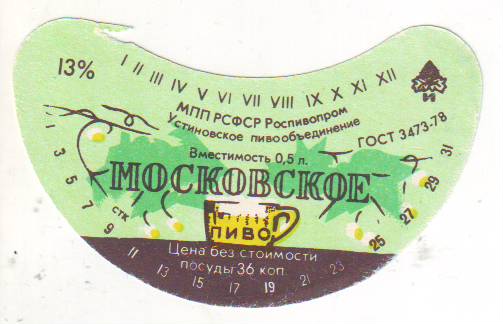 13%
I II III IV V VI VII VIII IX X XI XII
И
МПП РСФСР Росливопром
Устиновское пивообъединение
ГОСТ 3473-78
Вместимость 0,5 л.
МОСКОВСКОЕ
ПИВО
стк
Цена без стоимости
посуды 36 коп.
1 3 5 7 9 11 13 15 17 19 21 23 25 27 29 31